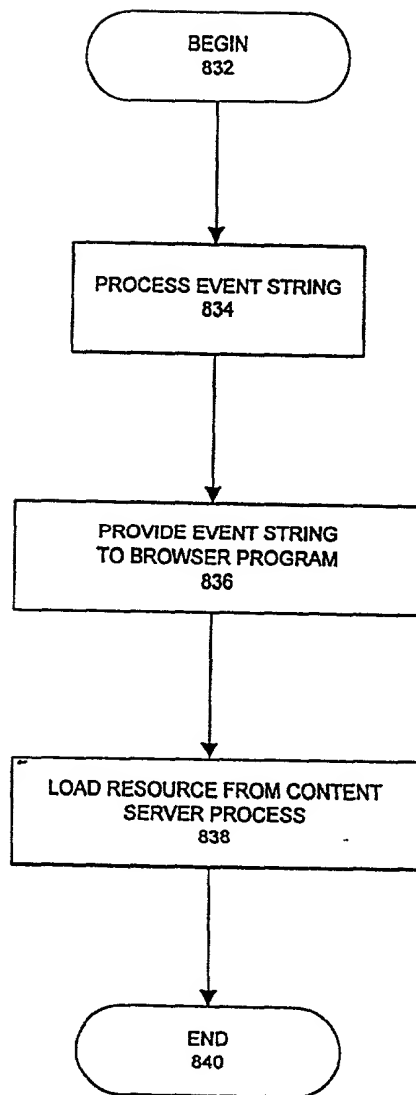 BEGIN
832
PROCESS EVENT STRING
834
PROVIDE EVENT STRING
TO BROWSER PROGRAM
836
LOAD RESOURCE FROM CONTENT
SERVER PROCESS
838
END
840